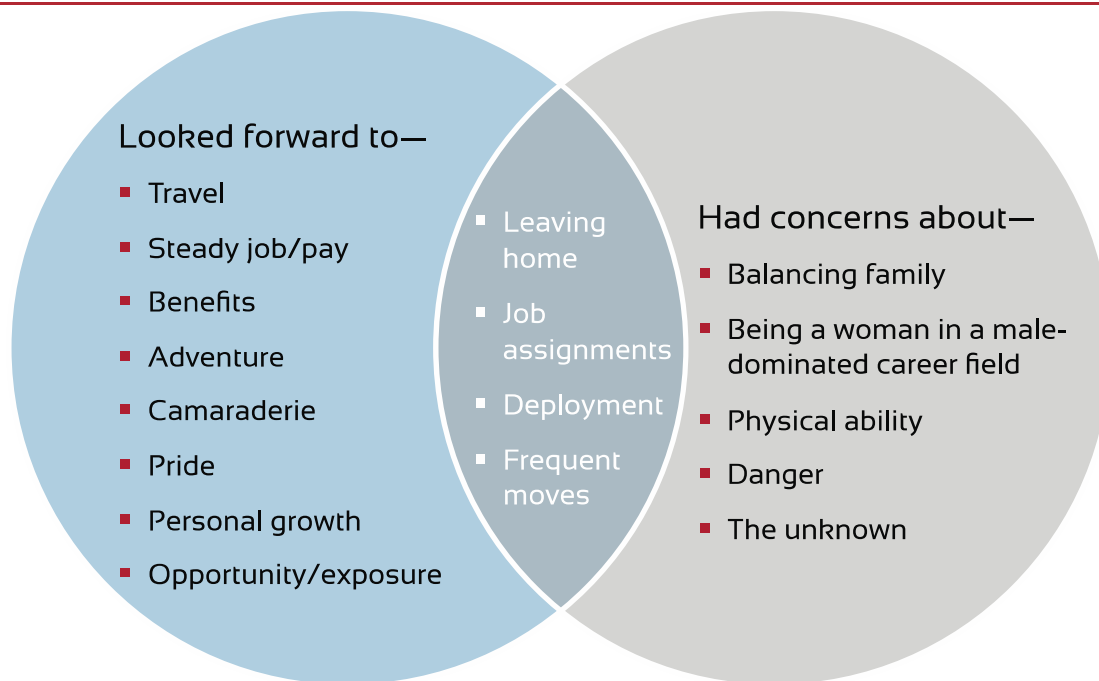 Looked forward to—
Travel
Steady job/pay
Benefits
Adventure
Camaraderie
Pride
Personal growth
Opportunity/exposure
Leaving
home
Job
assignments
Deployment
Frequent
moves
Had concerns about—
Balancing family
Being a woman in a male-
dominated career field
Physical ability
Danger
The unknown